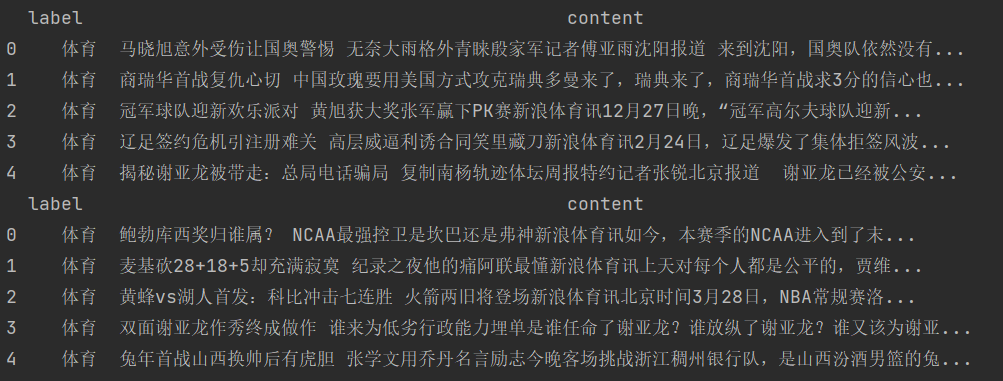 label content
0 体育 马晓旭意外受伤让国奥警惕 无奈大雨格外青睐殷家军记者傅亚雨沈阳报道 来到沈阳，国奥队依然没有...
1 体育 商瑞华首战复仇心切 中国玫瑰要用美国方式攻克瑞典多曼来了，瑞典来了，商瑞华首战求3分的信心也...
2 体育 冠军球队迎新欢乐派对 黄旭获大奖张军赢下PK赛新浪体育讯12月27日晚，“冠军高尔夫球队迎新...
3 体育 辽足签约危机引注册难关 高层威逼利诱合同笑里藏刀新浪体育讯2月24日，辽足爆发了集体拒签风波...
4 体育 揭秘谢亚龙被带走：总局电话骗局 复制南杨轨迹体坛周报特约记者张锐北京报道  谢亚龙已经被公安...
label content
0 体育 鲍勃库西奖归谁属？ NCAA最强控卫是坎巴还是弗神新浪体育讯如今，本赛季的NCAA进入到了末...
1 体育 麦基砍28+18+5却充满寂寞 纪录之夜他的痛阿联最懂新浪体育讯上天对每个人都是公平的，贾维...
2 体育 黄蜂vs湖人首发：科比冲击七连胜 火箭两旧将登场新浪体育讯北京时间3月28日，NBA常规赛洛...
3 体育 双面谢亚龙作秀终成做作 谁来为低劣行政能力埋单是谁任命了谢亚龙？谁放纵了谢亚龙？谁又该为谢亚...
4 体育 兔年首战山西换帅后有虎胆 张学文用乔丹名言励志今晚客场挑战浙江稠州银行队，是山西汾酒男篮的兔...